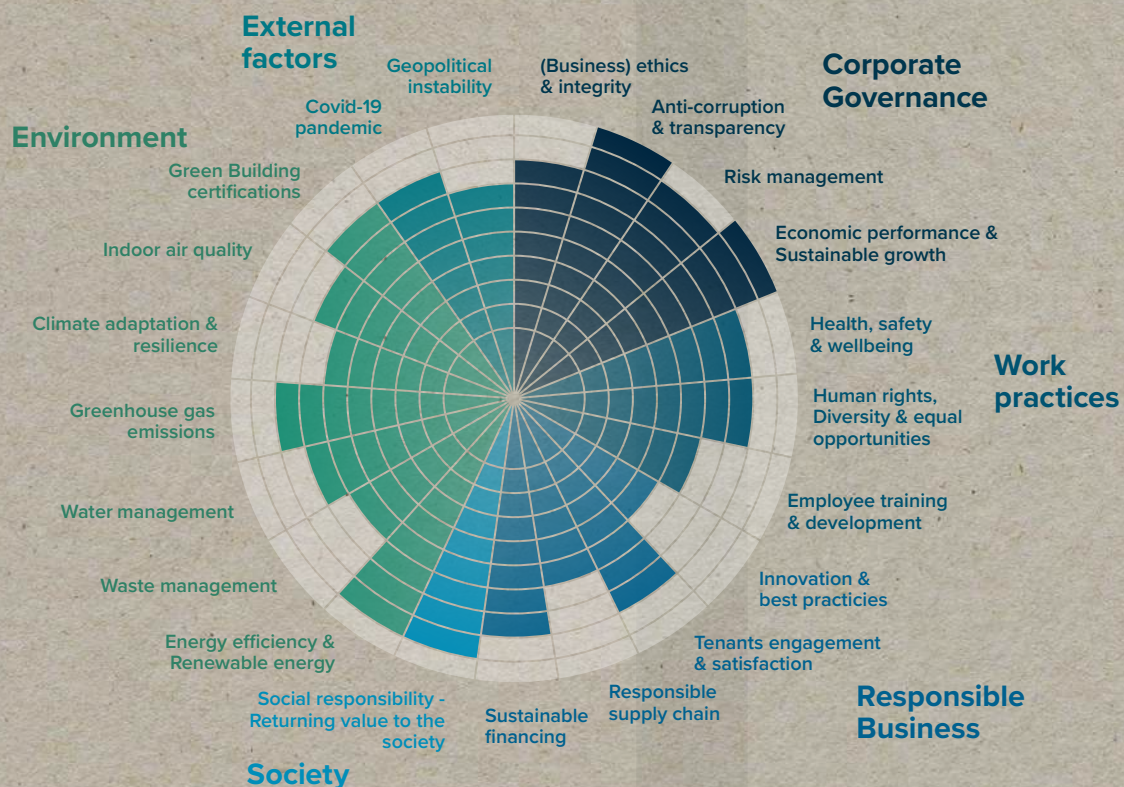 External
factors
Geopolitical
instability
(Business) ethics
& integrity
Corporate
Governance
Covid-19
pandemic
Anti-corruption
& transparency
Environment
Green Building
certifications
Risk management
Indoor air quality
Economic performance &
Sustainable growth
Climate adaptation &
resilience
Health, safety
& wellbeing
Work
practices
Greenhouse gas
emissions
Human rights,
Diversity & equal
opportunities
Water management
Employee training
& development
Waste management
Innovation &
best practicies
Energy efficiency &
Renewable energy
Tenants engagement
& satisfaction
Social responsibility -
Returning value to the
society
Sustainable
financing
Responsible
supply chain
Responsible
Business
Society